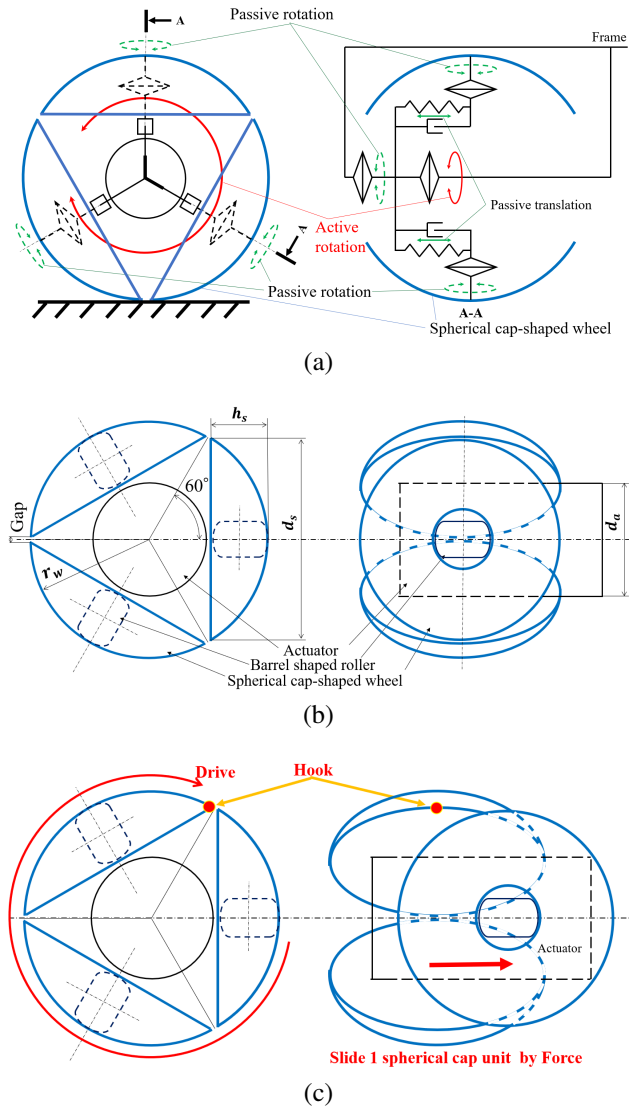 Passive rotation
A
Frame
A
Active
rotation
Passive translation
Passive rotation
A-A
Spherical cap-shaped wheel
(a)
h_s
60°
Gap
d_s
d_a
r_w
Actuator
Barrel shaped roller
Spherical cap-shaped wheel
(b)
Drive
Hook
Actuator
Slide 1 spherical cap unit by Force
(c)